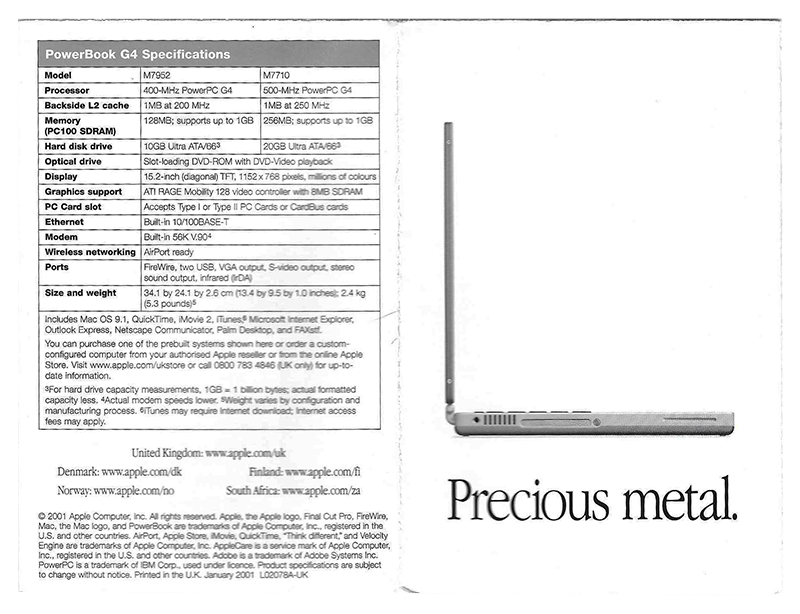 PowerBook G4 Specifications
Model M7952 M7710
Processor 400-MHz PowerPC G4 500-MHz PowerPC G4
Backside L2 cache 1MB at 200 MHz 1MB at 250 MHz
Memory 128MB; supports up to 1GB 256MB; supports up to 1GB
(PC100 SDRAM)
Hard disk drive 10GB Ultra ATA/66³ 20GB Ultra ATA/66³
Optical drive Slot-loading DVD-ROM with DVD-Video playback
Display 15.2-inch (diagonal) TFT, 1152 x 768 pixels, millions of colours
Graphics support ATI RAGE Mobility 128 video controller with 8MB SDRAM
PC Card slot Accepts Type I or Type II PC Cards or CardBus cards
Ethernet Built-in 10/100BASE-T
Modem Built-in 56K V.90⁴
Wireless networking AirPort ready
Ports FireWire, two USB, VGA output, S-video output, stereo
sound output, infrared (IrDA)
Size and weight 34.1 by 24.1 by 2.6 cm (13.4 by 9.5 by 1.0 inches); 2.4 kg
(5.3 pounds)⁵
Includes Mac OS 9.1, QuickTime, iMovie 2, iTunes,⁶ Microsoft Internet Explorer,
Outlook Express, Netscape Communicator, Palm Desktop, and FAXstf.
You can purchase one of the prebuilt systems shown here or order a custom-
configured computer from your authorised Apple reseller or from the online Apple
Store. Visit www.apple.com/ukstore or call 0800 783 4846 (UK only) for up-to-
date information.
³For hard drive capacity measurements, 1GB = 1 billion bytes; actual formatted
capacity less. ⁴Actual modem speeds lower. ⁵Weight varies by configuration and
manufacturing process. ⁶iTunes may require Internet download; Internet access
fees may apply.
United Kingdom: www.apple.com/uk
Denmark: www.apple.com/dk Finland: www.apple.com/fi
Norway: www.apple.com/no South Africa: www.apple.com/za
© 2001 Apple Computer, Inc. All rights reserved. Apple, the Apple logo, Final Cut Pro, FireWire,
Mac, the Mac logo, and PowerBook are trademarks of Apple Computer, Inc., registered in the
U.S. and other countries. AirPort, Apple Store, iMovie, QuickTime, "Think different," and Velocity
Engine are trademarks of Apple Computer, Inc. AppleCare is a service mark of Apple Computer,
Inc., registered in the U.S. and other countries. Adobe is a trademark of Adobe Systems Inc.
PowerPC is a trademark of IBM Corp., used under licence. Product specifications are subject
to change without notice. Printed in the U.K. January 2001 L02078A-UK
Precious metal.